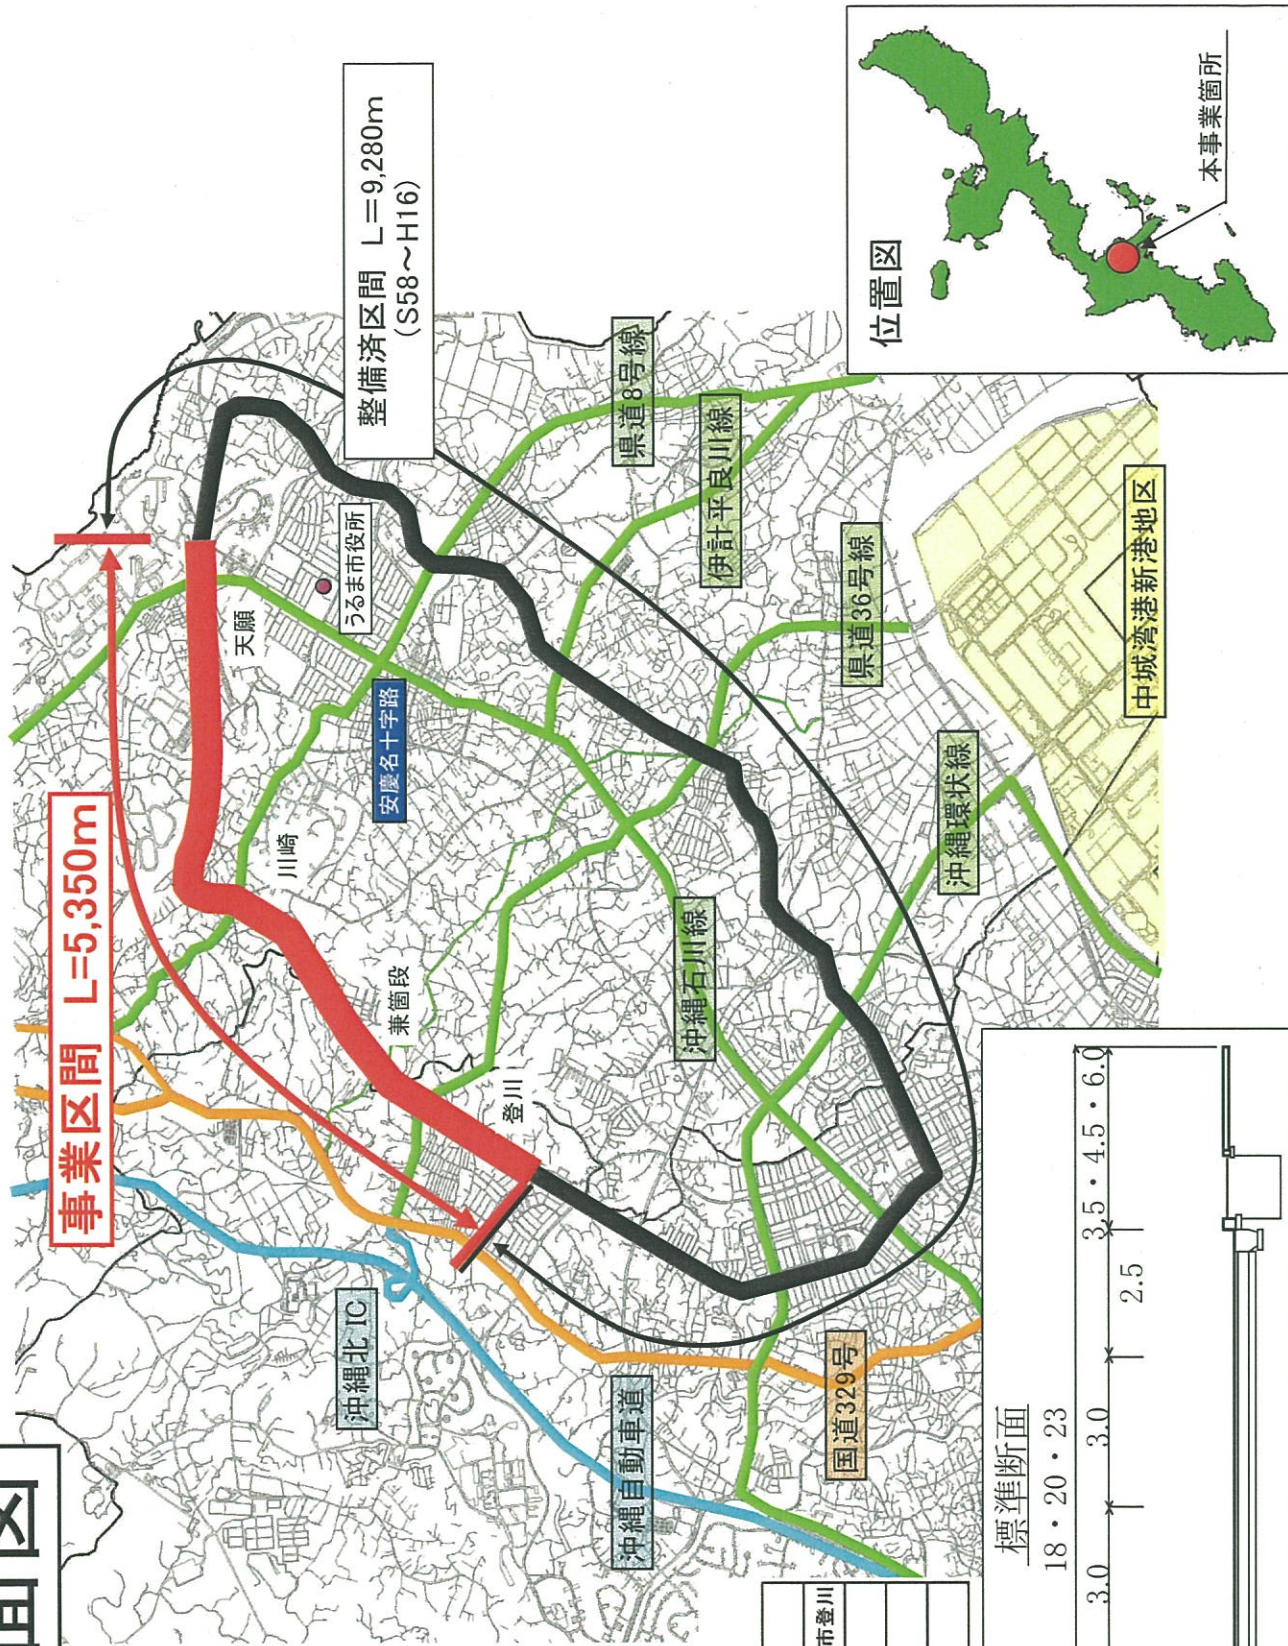 面図
事業区間 L=5,350m
整備済区間 L=9,280m
(S58～H16)
天願
うるま市役所
川崎
安慶名十字路
兼箇段
登川
県道8号線
伊計平良川線
県道36号線
沖縄石川線
沖縄環状線
中城湾港新港地区
沖縄北IC
沖縄自動車道
国道329号
位置図
本事業箇所
市登川
標準断面
18・20・23
3.0
3.0
2.5
3.5・4.5・6.0